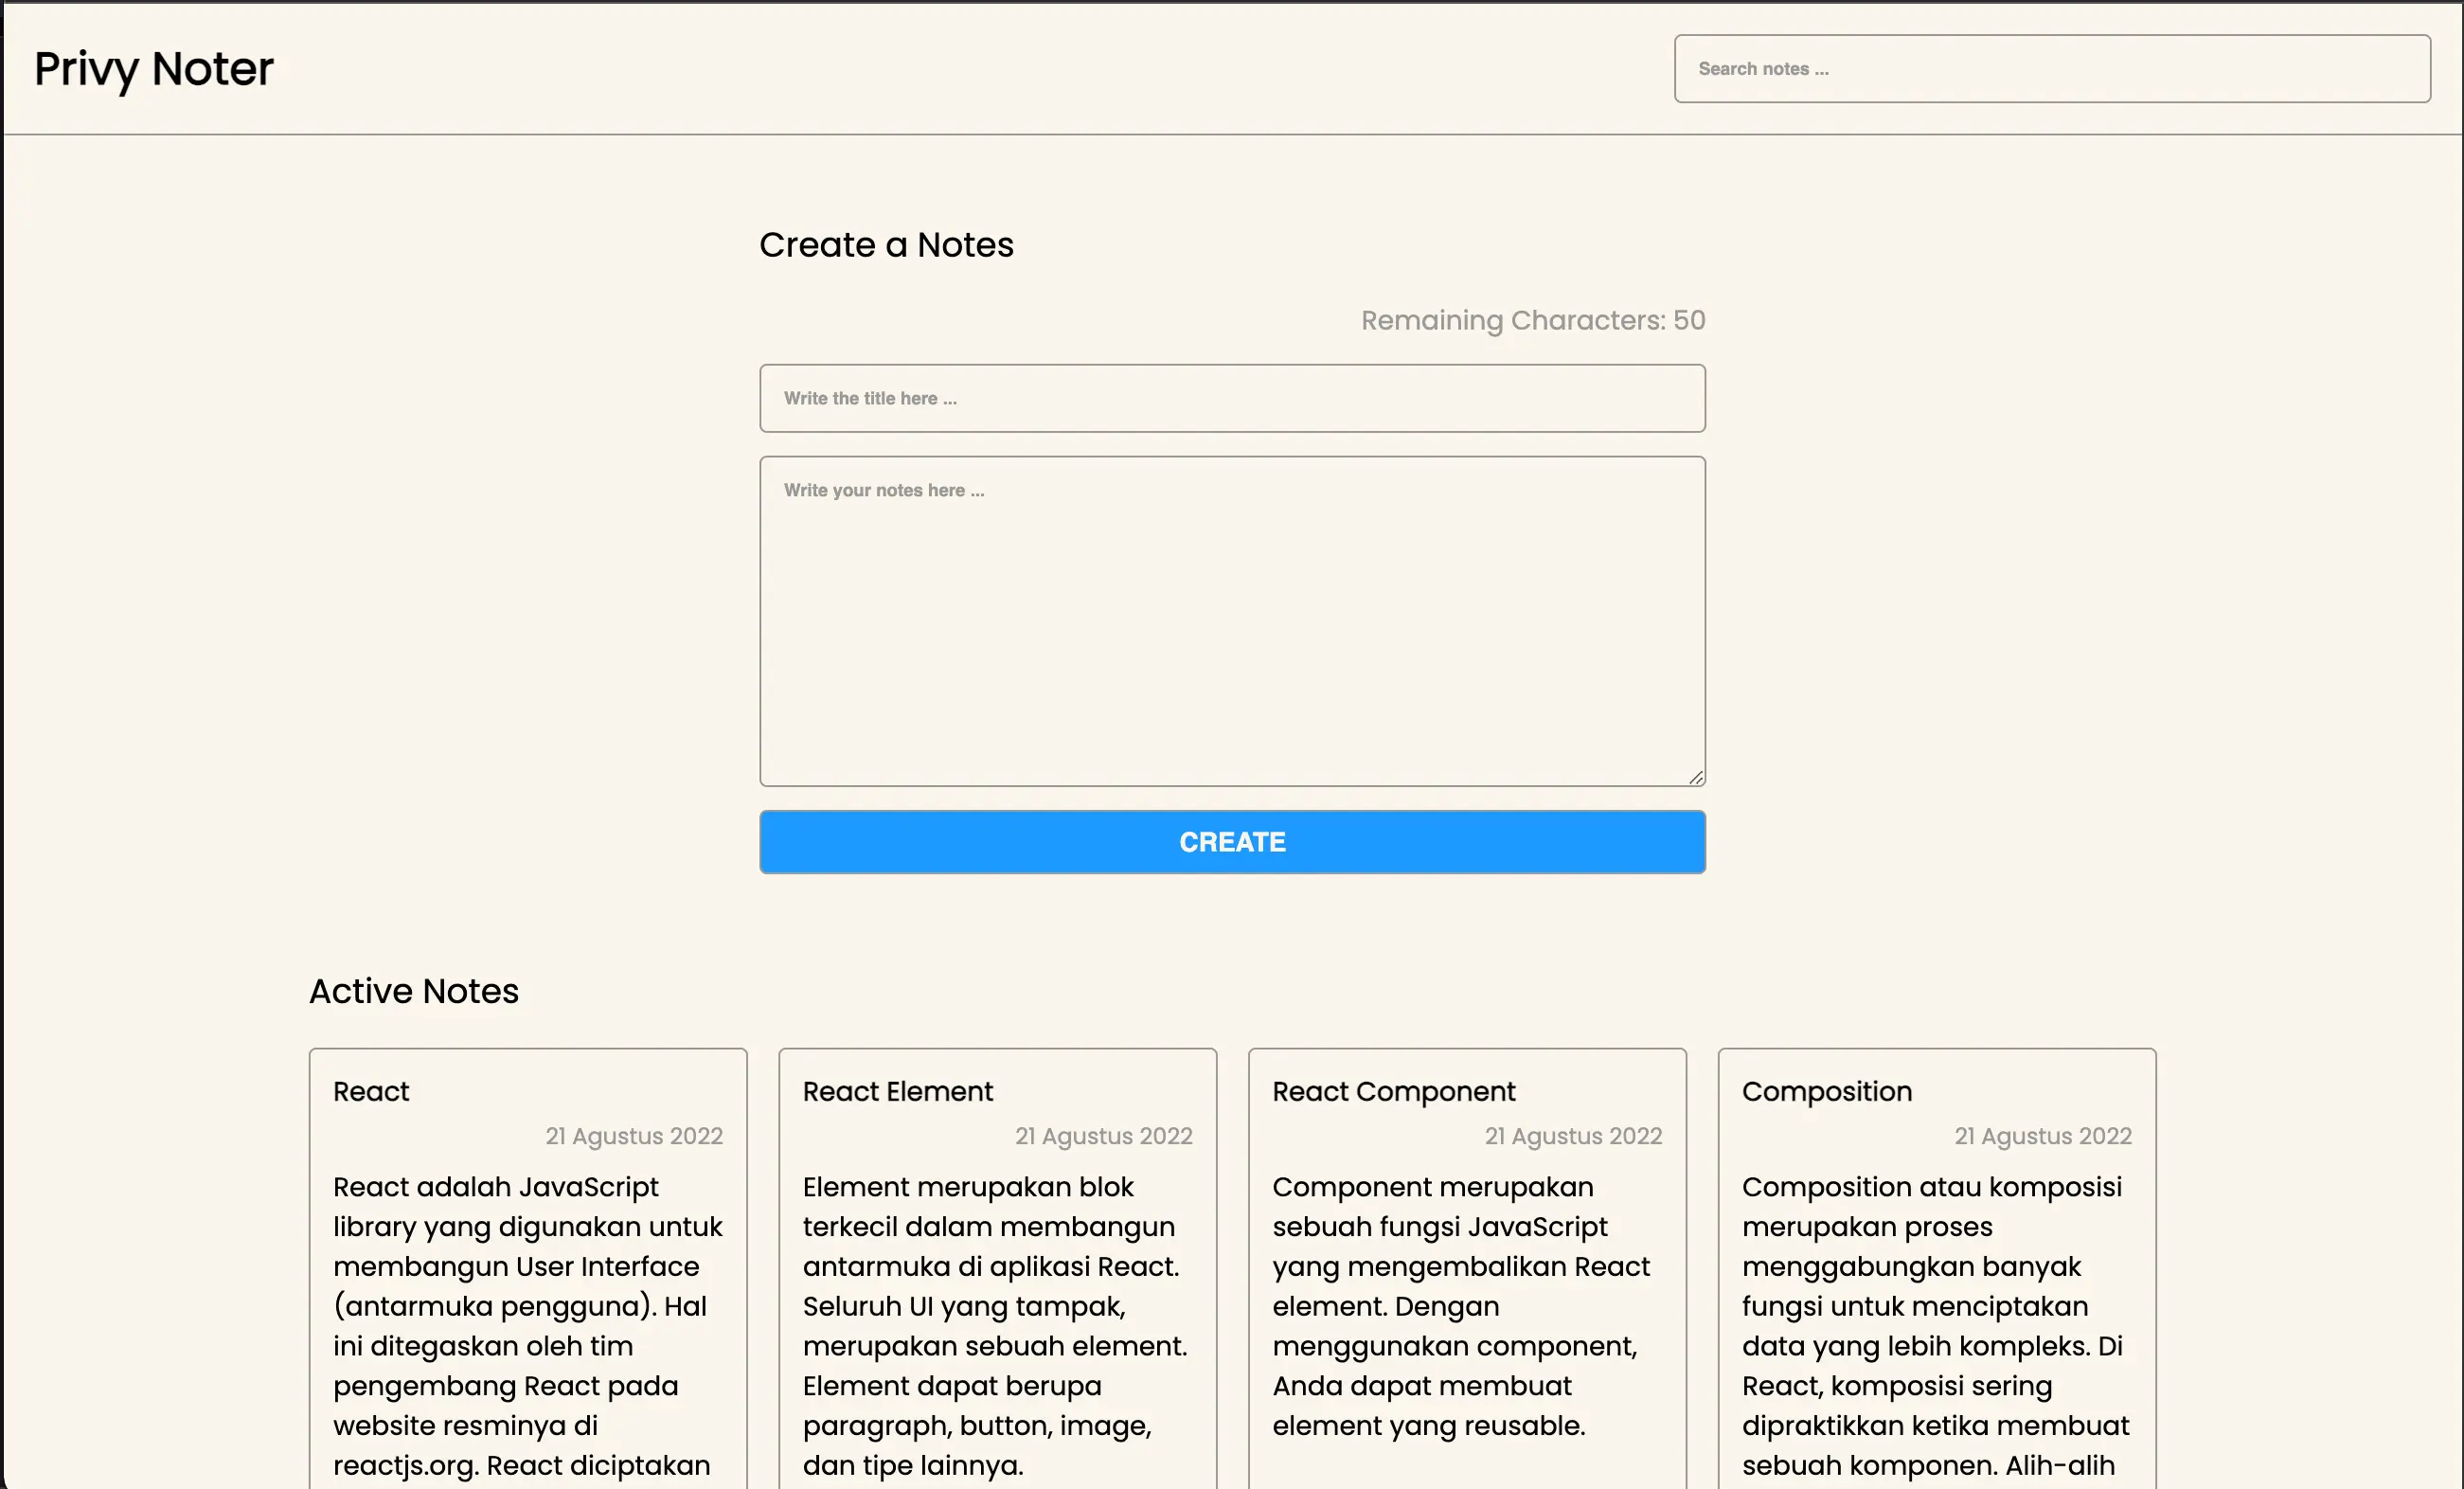 Privy Noter
Search notes ...
Create a Notes
Remaining Characters: 50
Write the title here ...
Write your notes here ...
CREATE
Active Notes
React
21 Agustus 2022
React adalah JavaScript
library yang digunakan untuk
membangun User Interface
(antarmuka pengguna). Hal
ini ditegaskan oleh tim
pengembang React pada
website resminya di
reactjs.org. React diciptakan
React Element
21 Agustus 2022
Element merupakan blok
terkecil dalam membangun
antarmuka di aplikasi React.
Seluruh UI yang tampak,
merupakan sebuah element.
Element dapat berupa
paragraph, button, image,
dan tipe lainnya.
React Component
21 Agustus 2022
Component merupakan
sebuah fungsi JavaScript
yang mengembalikan React
element. Dengan
menggunakan component,
Anda dapat membuat
element yang reusable.
Composition
21 Agustus 2022
Composition atau komposisi
merupakan proses
menggabungkan banyak
fungsi untuk menciptakan
data yang lebih kompleks. Di
React, komposisi sering
dipraktikkan ketika membuat
sebuah komponen. Alih-alih